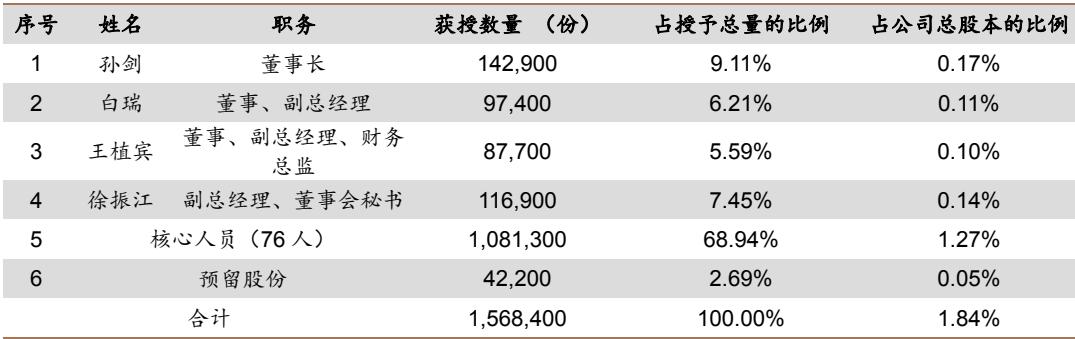 序号 姓名 职务 获授数量 （份） 占授予总量的比例 占公司总股本的比例
1 孙剑 董事长 142,900 9.11% 0.17%
2 白瑞 董事、副总经理 97,400 6.21% 0.11%
3 王植宾 董事、副总经理、财务
总监 87,700 5.59% 0.10%
4 徐振江 副总经理、董事会秘书 116,900 7.45% 0.14%
5 核心人员（76 人） 1,081,300 68.94% 1.27%
6 预留股份 42,200 2.69% 0.05%
合计 1,568,400 100.00% 1.84%